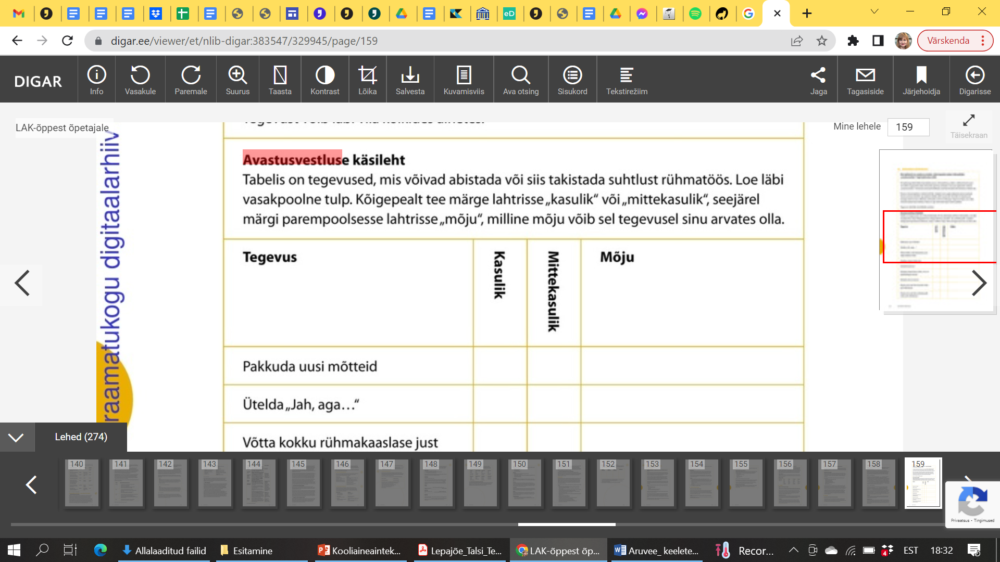 digar.ee/viewer/et/nlib-digar:383547/329945/page/159
Värskenda
DIGAR
Info
Vasakule
Paremale
Suurus
Taasta
Kontrast
Lõika
Salvesta
Kuvamisviis
Ava otsing
Sisukord
Tekstirežiim
Jaga
Tagasiside
Järjehoidja
Digarisse
LAK-õppest õpetajale
Mine lehele 159
Täisekraan
raamatukogu digitaalarhiiv
Avastusvestluse käsileht
Tabelis on tegevused, mis võivad abistada või siis takistada suhtlust rühmatöös. Loe läbi
vasakpoolne tulp. Kõigepealt tee märge lahtrisse „kasulik“ või „mittekasulik“, seejärel
märgi parempoolsesse lahtrisse „mõju“, milline mõju võib sel tegevusel sinu arvates olla.
Tegevus
Kasulik
Mittekasulik
Mõju
Pakkuda uusi mõtteid
Ütelda „Jah, aga…“
Võtta kokku rühmakaaslase just
Lehed (274)
140 141 142 143 144 145 146 147 148 149 150 151 152 153 154 155 156 157 158 159
Privaatsus - Tingimused
Allalaaditud failid
Esitamine
Kooliaineaintek...
Lepajõe_Talsi_Te...
LAK-õppest õp...
Aruvee_ keelete...
Recor...
4
EST
18:32